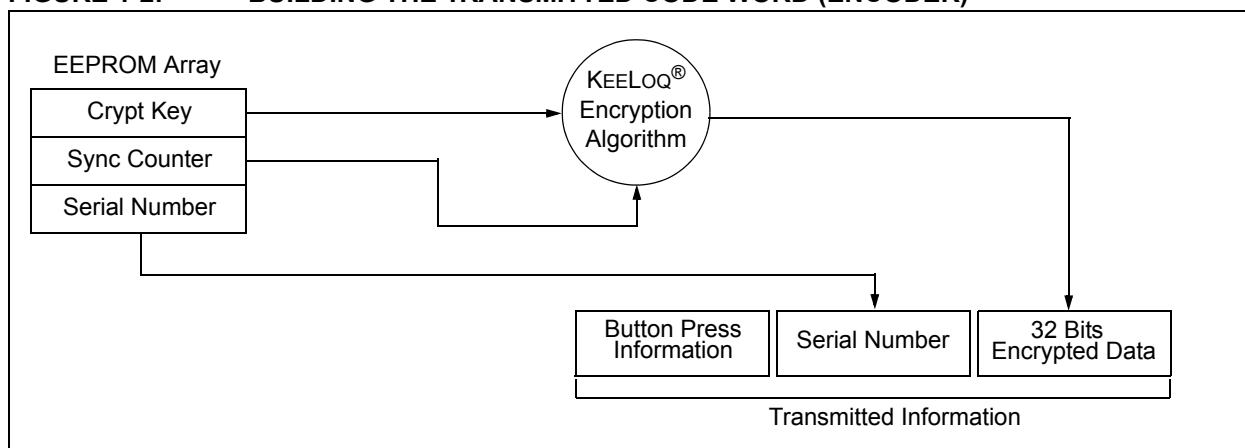 FIGURE 1-2: BUILDING THE TRANSMITTED CODE WORD (ENCODER)
EEPROM Array
Crypt Key
Sync Counter
Serial Number
KEELOQ®
Encryption
Algorithm
Button Press
Information
Serial Number
32 Bits
Encrypted Data
Transmitted Information